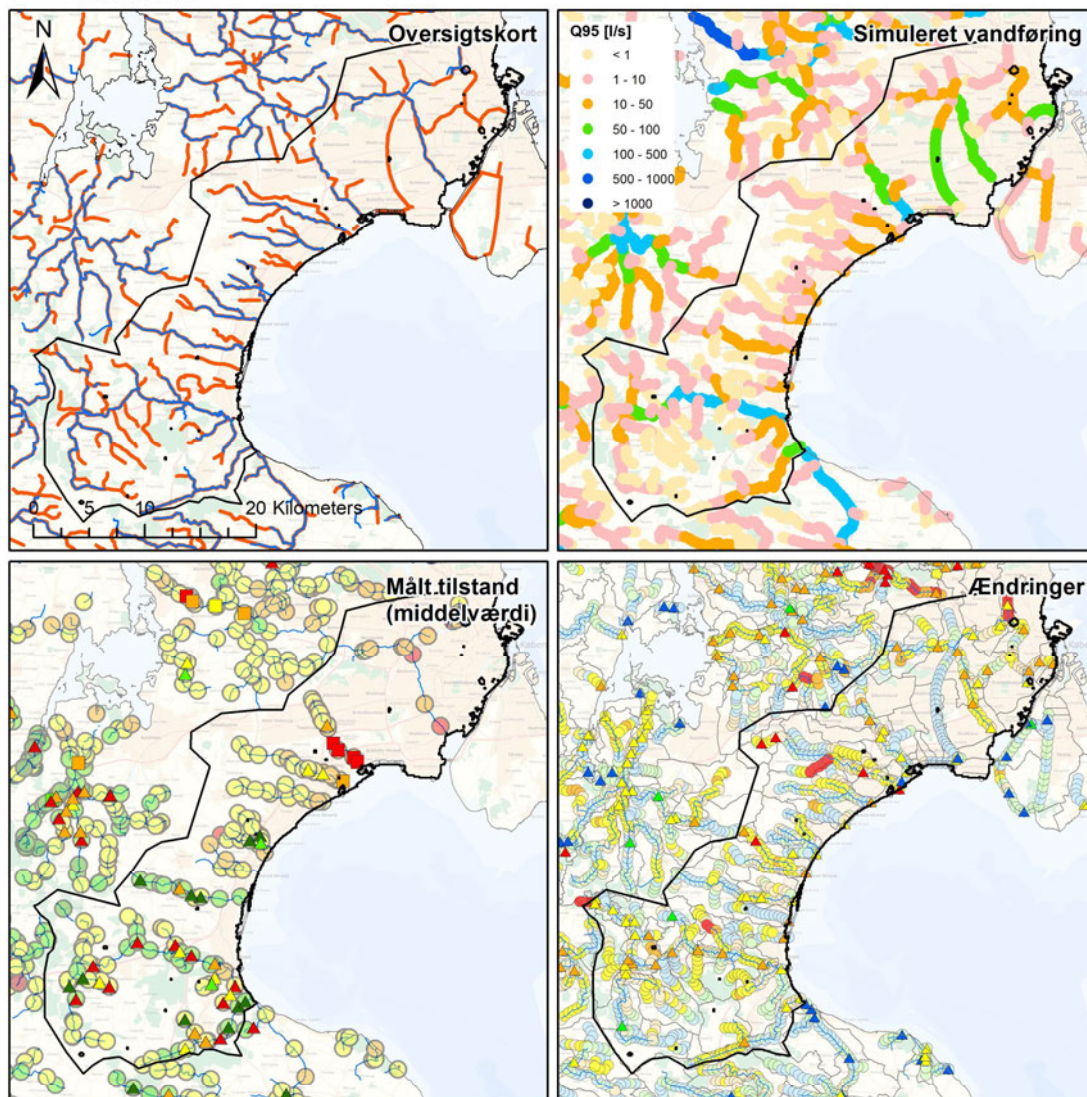 Oversigtskort
N
0 5 10 20 Kilometers
Simuleret vandføring
Q95 [l/s]
< 1
1 - 10
10 - 50
50 - 100
100 - 500
500 - 1000
> 1000
Målt tilstand
(middelværdi)
Ændringer